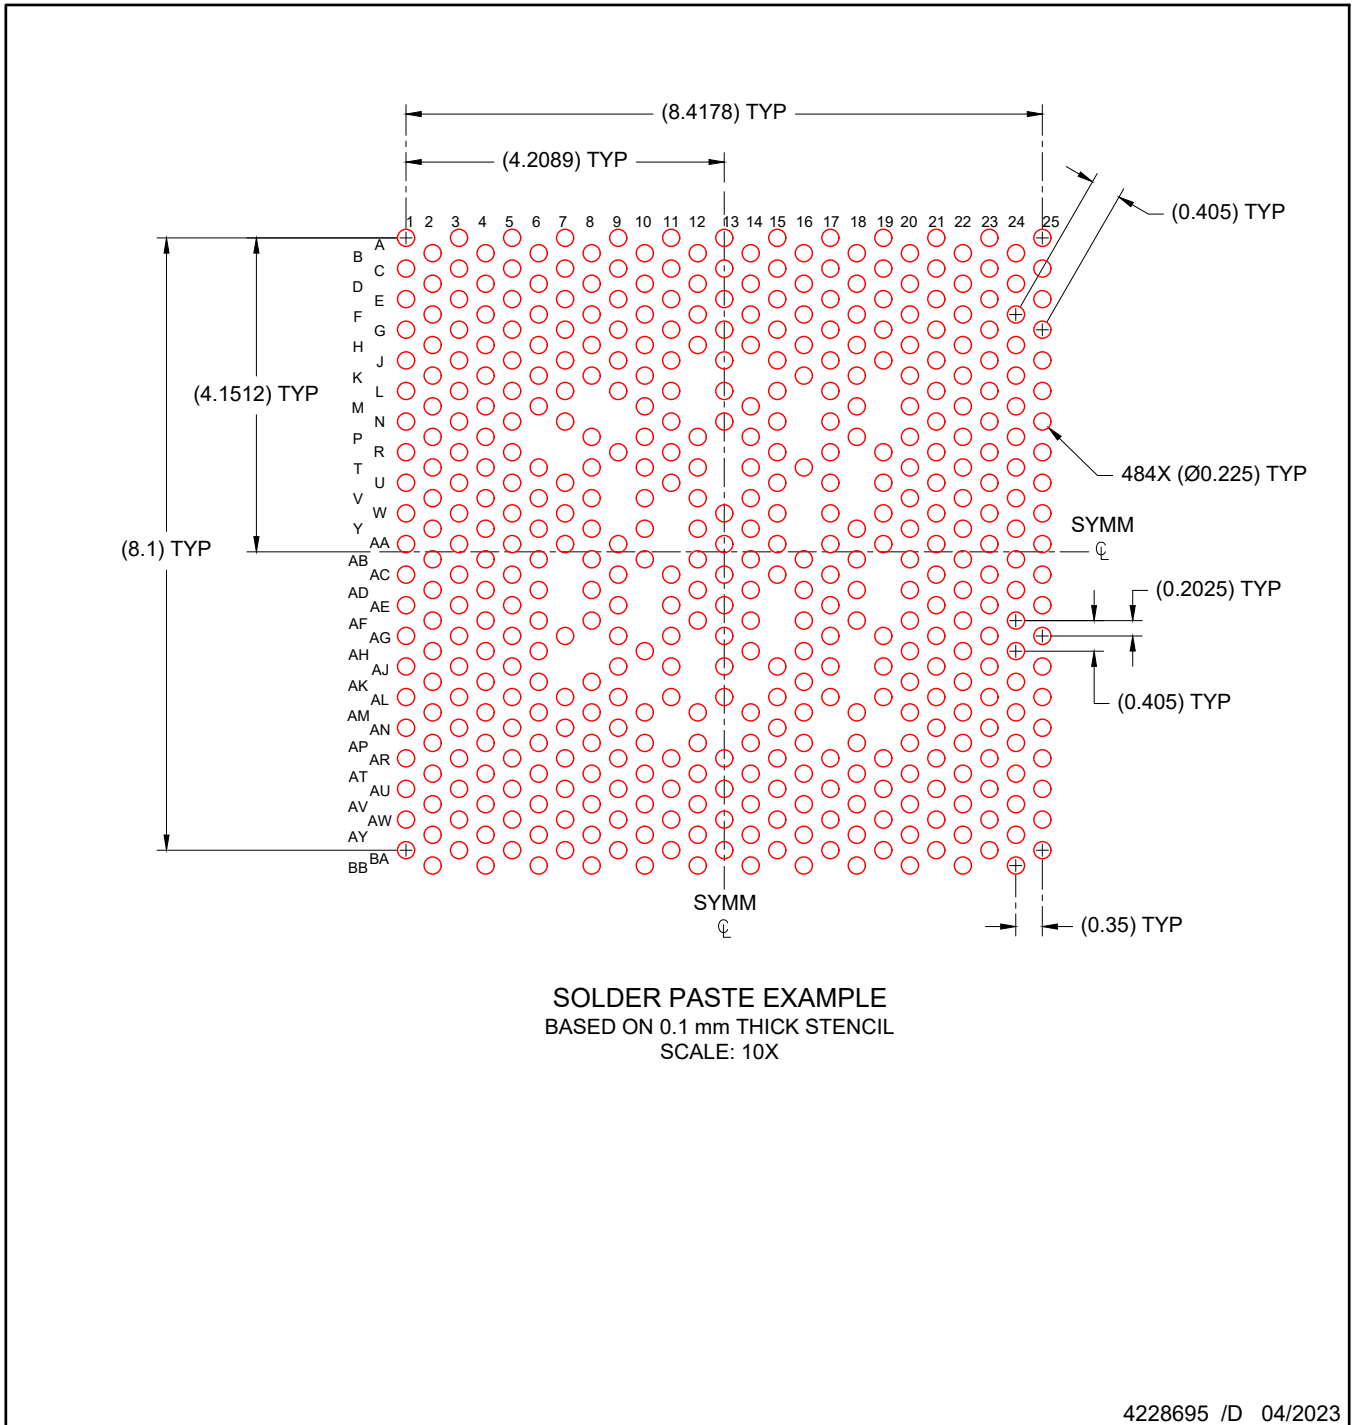 (8.4178) TYP
(4.2089) TYP
(0.405) TYP
1 2 3 4 5 6 7 8 9 10 11 12 13 14 15 16 17 18 19 20 21 22 23 24 25
A
B
C
D
E
F
G
H
J
K
(4.1512) TYP
L
M
N
P
R
T
484X (Ø0.225) TYP
U
V
W
SYMM
Y
AA
(8.1) TYP
AB
AC
AD
(0.2025) TYP
AE
AF
AG
AH
AJ
AK
AL
(0.405) TYP
AM
AN
AP
AR
AT
AU
AV
AW
AY
BA
BB
SYMM
(0.35) TYP
SOLDER PASTE EXAMPLE
BASED ON 0.1 mm THICK STENCIL
SCALE: 10X
4228695 /D 04/2023